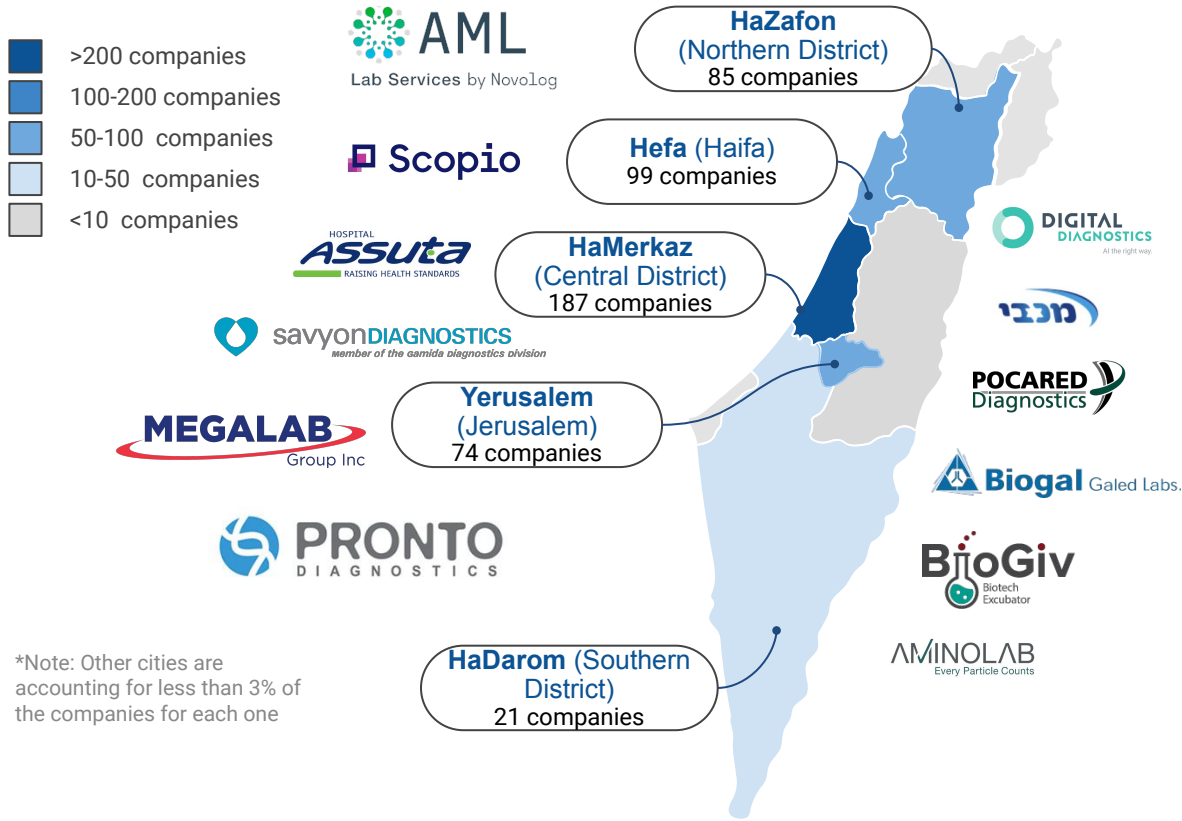 >200 companies
100-200 companies
50-100 companies
10-50 companies
<10 companies
AML
Lab Services by Novolog
Scopio
HOSPITAL
Assuta
RAISING HEALTH STANDARDS
savyonDIAGNOSTICS
Member of the Gamida Diagnostics Division
MEGALAB
Group Inc
PRONTO
DIAGNOSTICS
HaZafon
(Northern District)
85 companies
Hefa (Haifa)
99 companies
HaMerkaz
(Central District)
187 companies
Yerusalem
(Jerusalem)
74 companies
HaDarom (Southern
District)
21 companies
DIGITAL
DIAGNOSTICS
AI the right way.
מכבי
POCARED
Diagnostics
Biogal Galed Labs.
BioGiv
Biotech
Excubator
AMINOLAB
Every Particle Counts
*Note: Other cities are
accounting for less than 3% of
the companies for each one